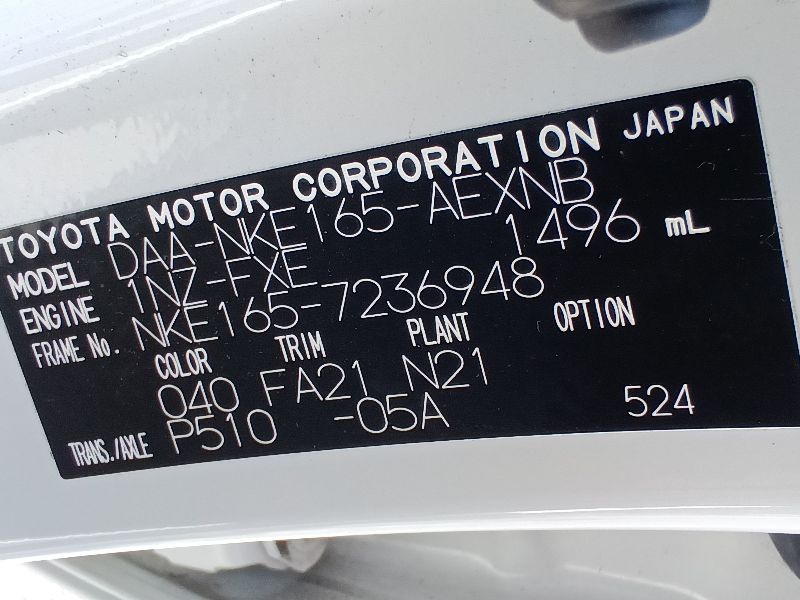 TOYOTA MOTOR CORPORATION JAPAN
MODEL DAA-NKE165-AEXNB
ENGINE 1NZ-FXE 1496 mL
FRAME No. NKE165-7236948
COLOR TRIM PLANT OPTION
040 FA21 N21
TRANS./AXLE P510 -05A 524